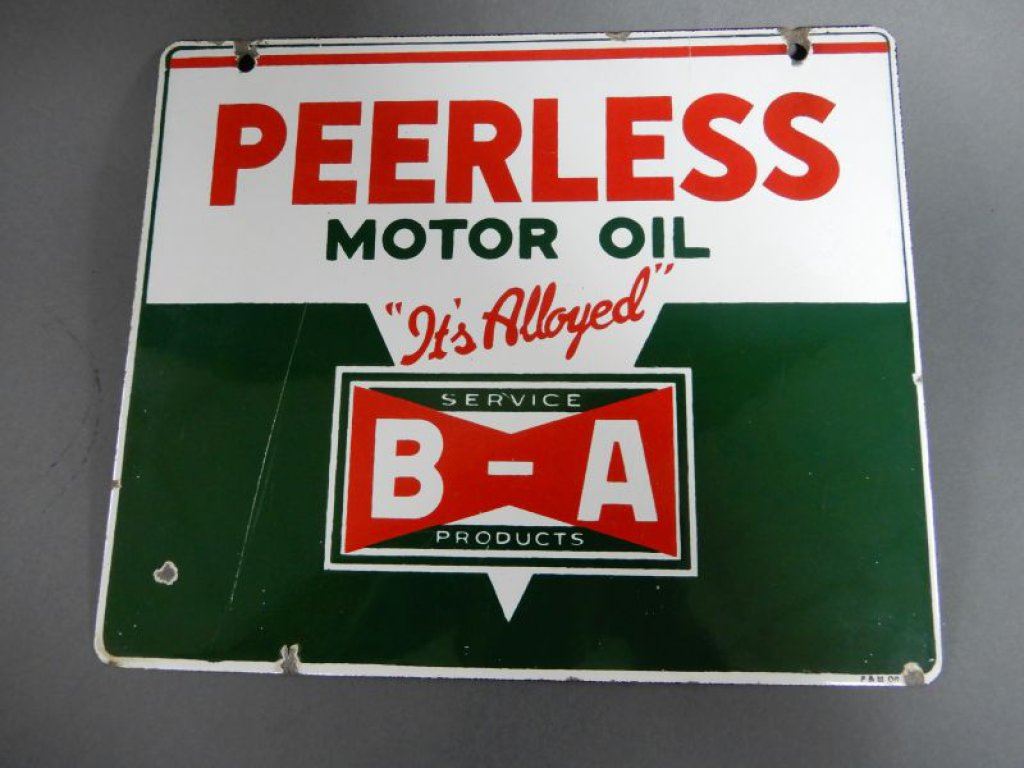 PEERLESS
MOTOR OIL
"It's Alloyed"
SERVICE
B-A
PRODUCTS